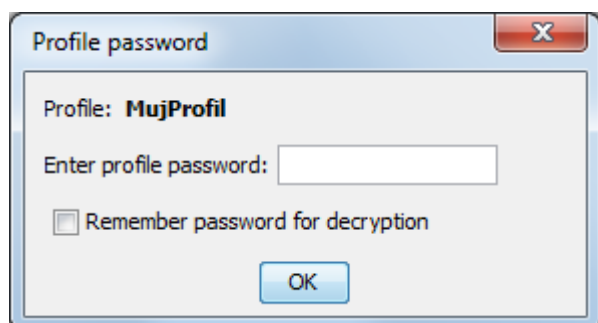 Profile password
Profile: MujProfil
Enter profile password:
Remember password for decryption
OK